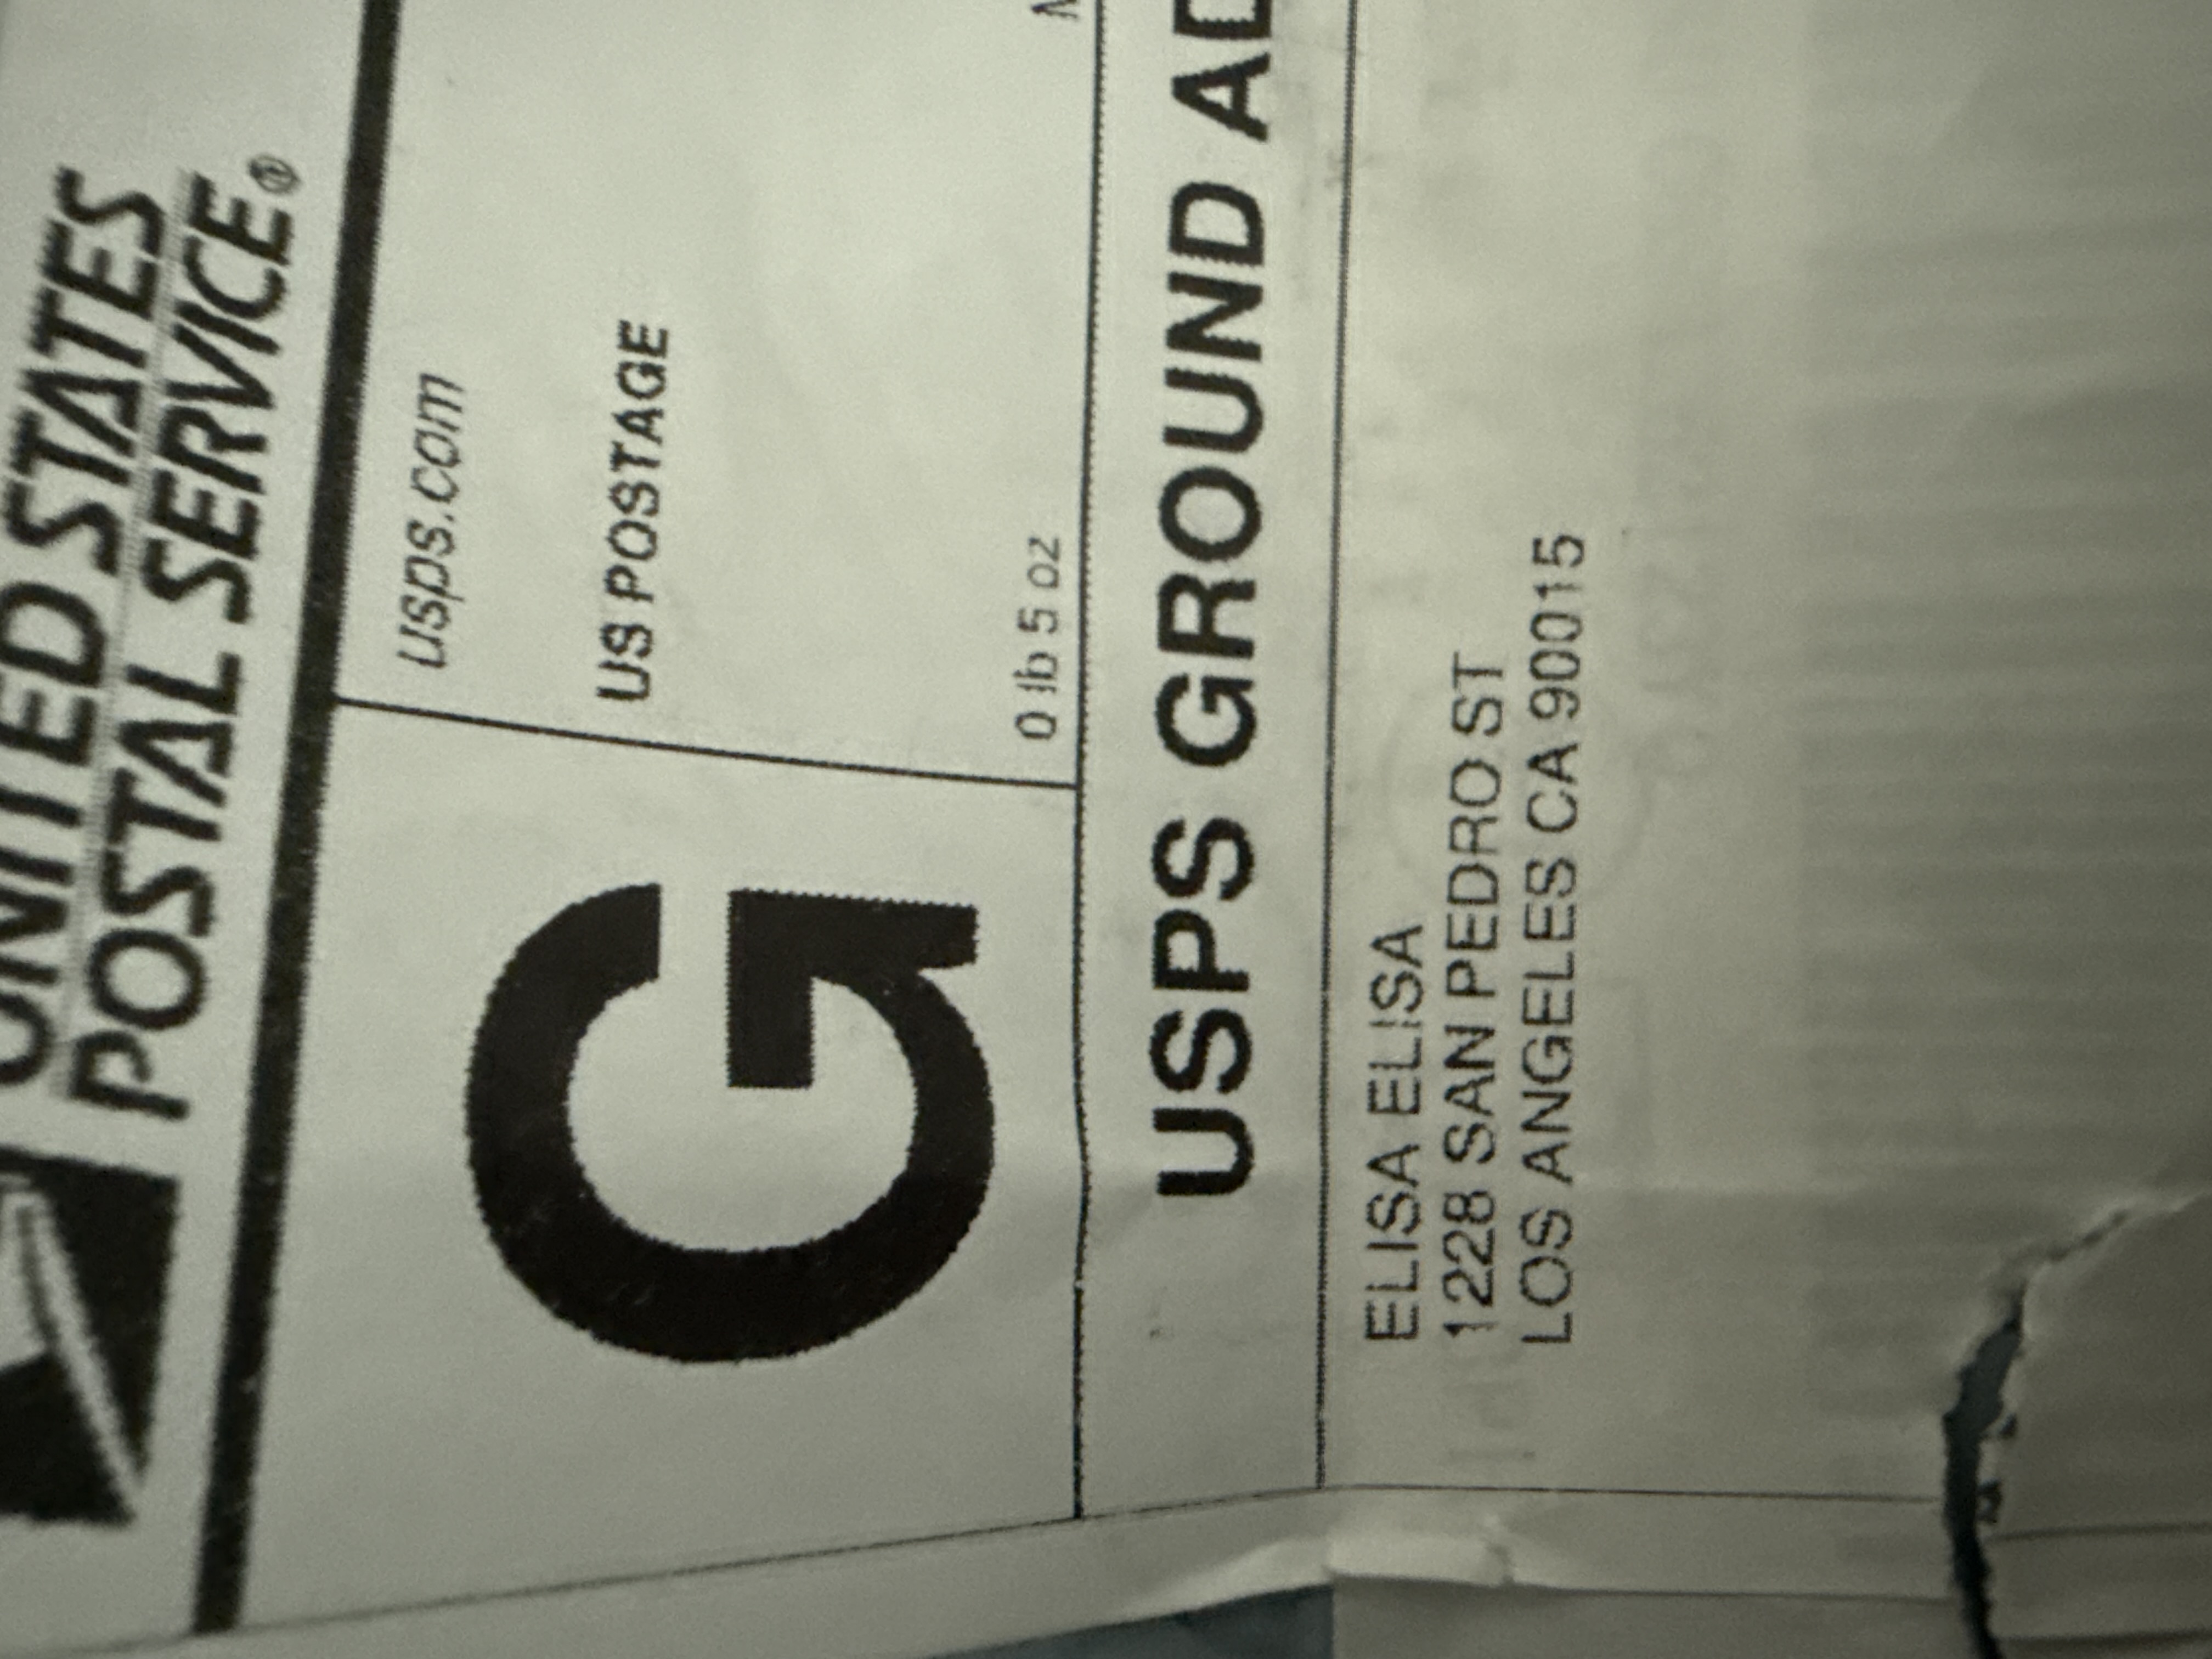 UNITED STATES
POSTAL SERVICE®
usps.com
US POSTAGE
0 lb 5 oz
G
USPS GROUND AD
ELISA ELISA
1228 SAN PEDRO ST
LOS ANGELES CA 90015